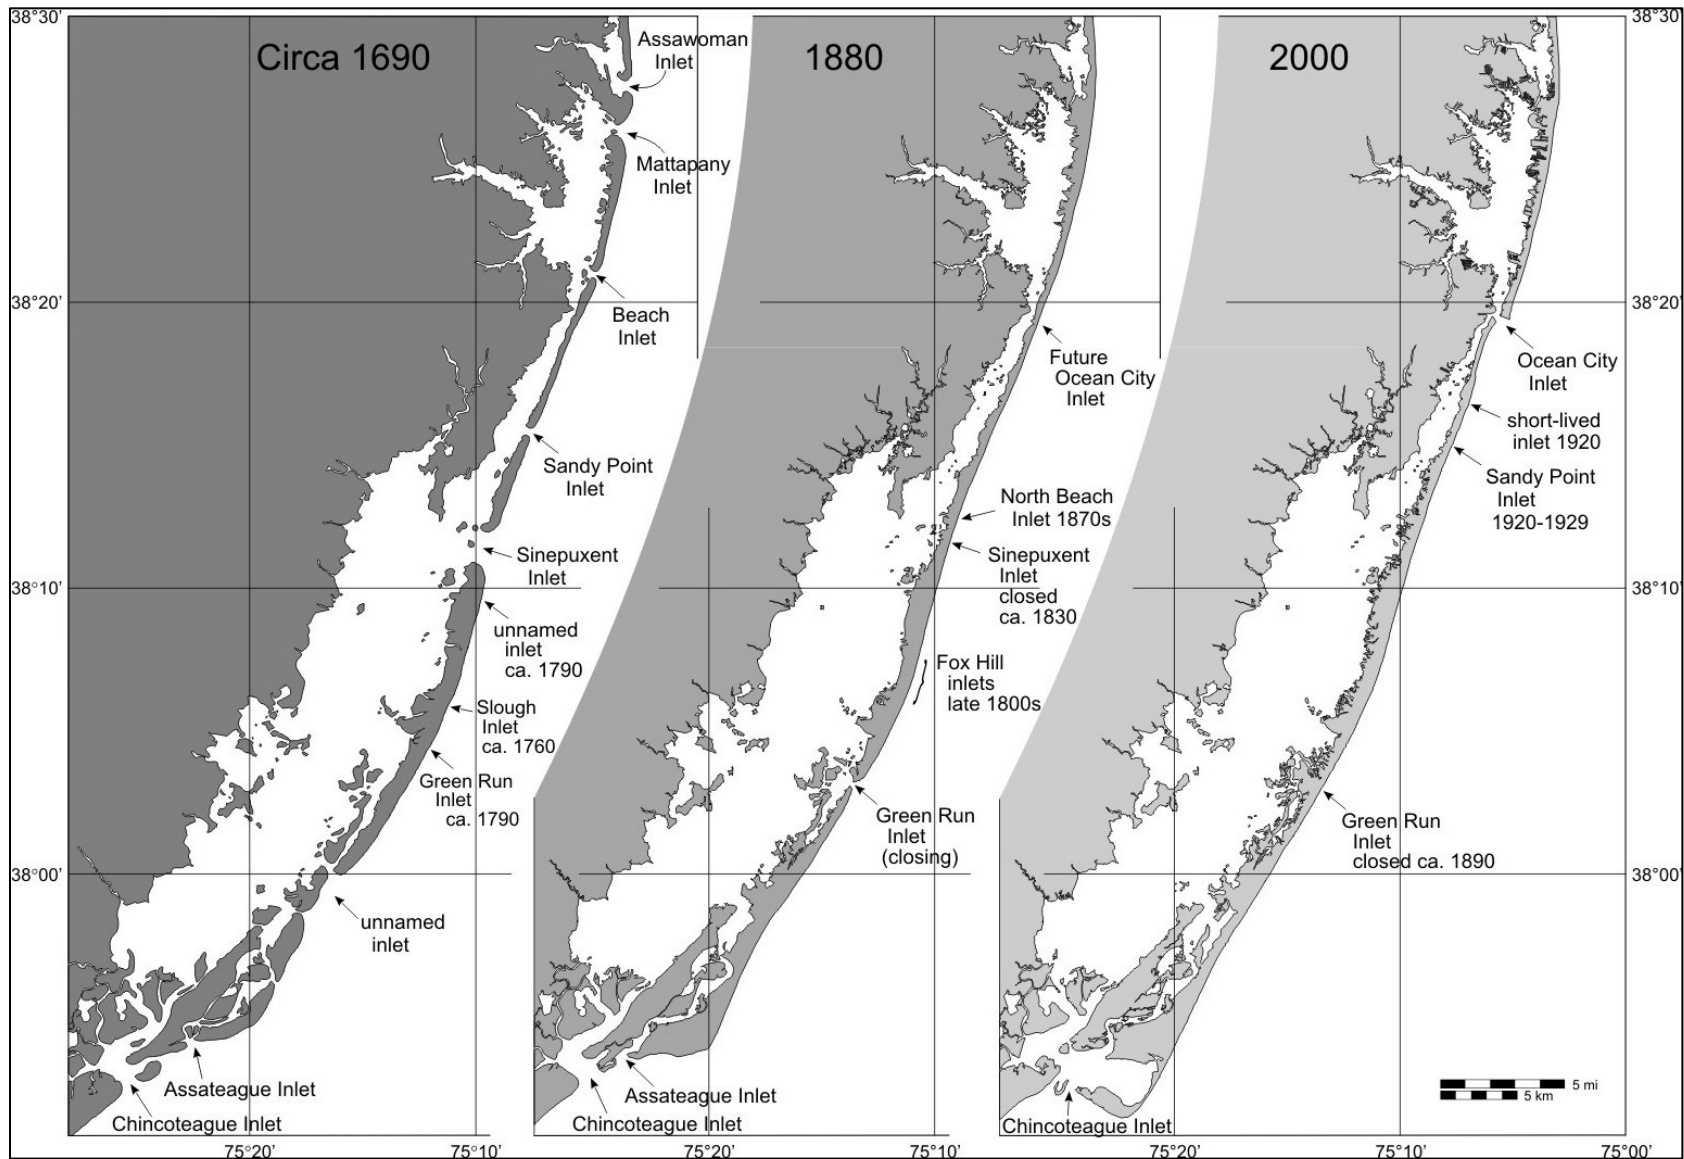 38°30'
38°30'
Circa 1690
1880
2000
Assawoman
Inlet
Mattapany
Inlet
Beach
Inlet
Sandy Point
Inlet
Sinepuxent
Inlet
unnamed
inlet
ca. 1790
Slough
Inlet
ca. 1760
Green Run
Inlet
ca. 1790
unnamed
inlet
Assateague Inlet
Chincoteague Inlet
Future
Ocean City
Inlet
North Beach
Inlet 1870s
Sinepuxent
Inlet
closed
ca. 1830
Fox Hill
inlets
late 1800s
Green Run
Inlet
(closing)
Assateague Inlet
Chincoteague Inlet
Ocean City
Inlet
short-lived
inlet 1920
Sandy Point
Inlet
1920-1929
Green Run
Inlet
closed ca. 1890
Chincoteague Inlet
38°20'
38°20'
38°10'
38°10'
38°00'
38°00'
5 mi
5 km
75°20'
75°10'
75°20'
75°10'
75°20'
75°10'
75°00'